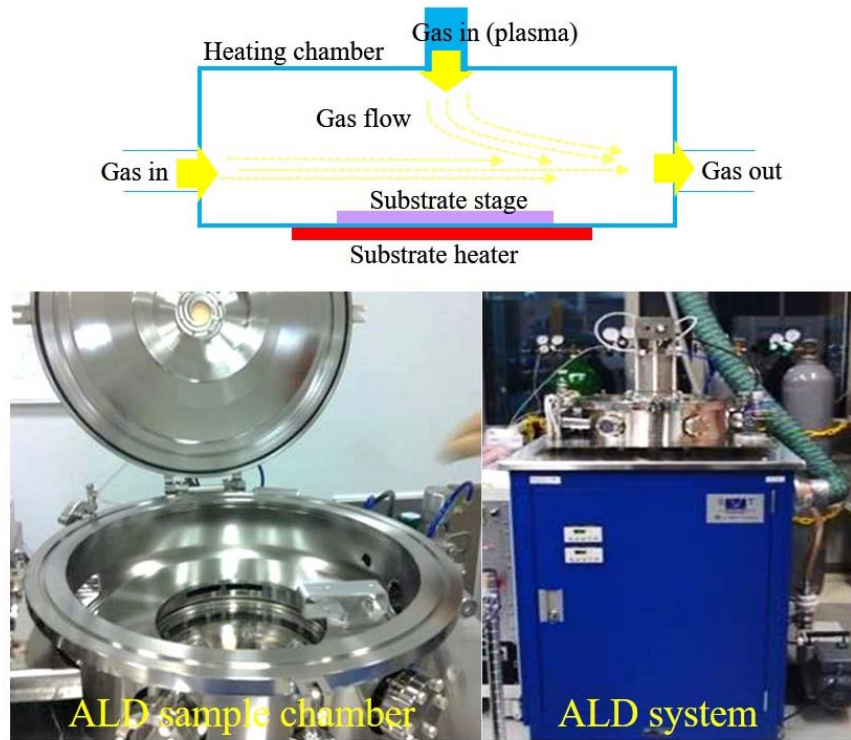 Gas in (plasma)
Heating chamber
Gas flow
Gas in
Gas out
Substrate stage
Substrate heater
ALD sample chamber
ALD system